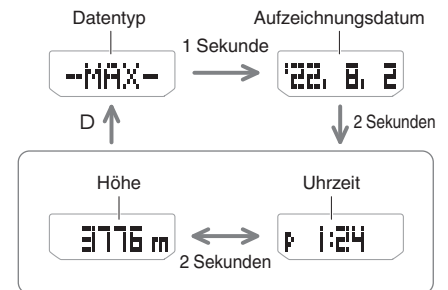 Datentyp
Aufzeichnungsdatum
1 Sekunde
--MAX--
'22. 8. 2
D
2 Sekunden
Höhe
Uhrzeit
3776 m
P 1:24
2 Sekunden